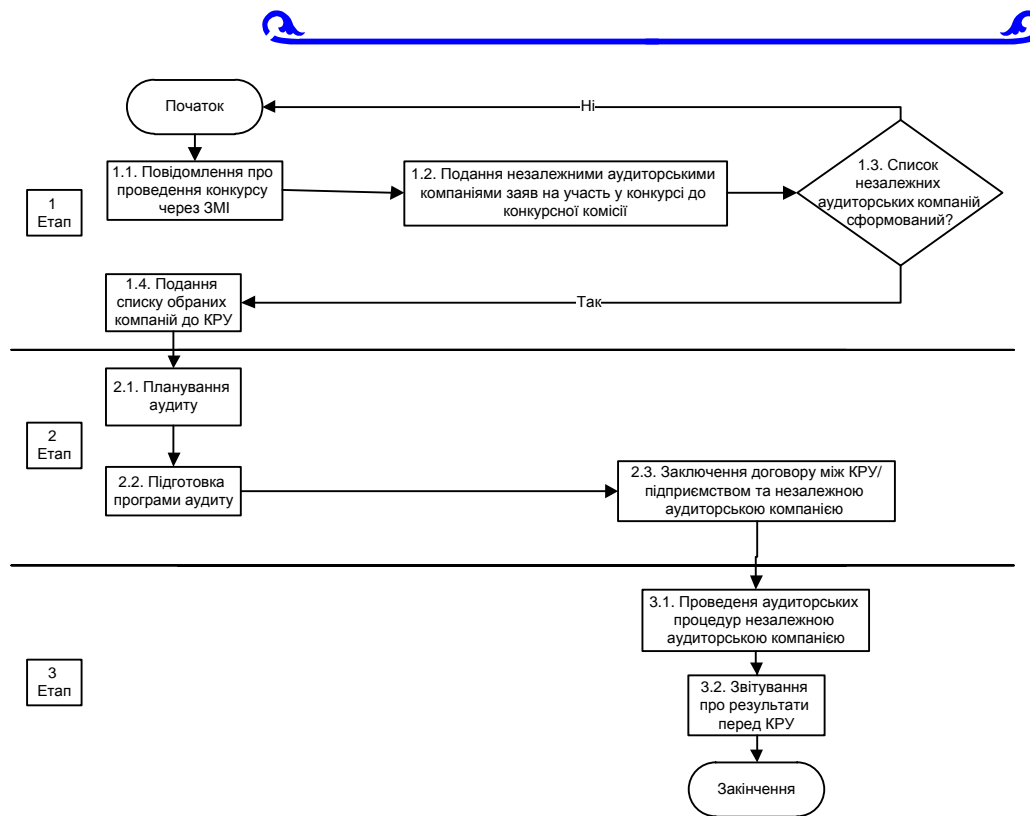 Початок
Ні
1.1. Повідомлення про
проведення конкурсу
через ЗМІ
1.2. Подання незалежними аудиторськими
компаніями заяв на участь у конкурсі до
конкурсної комісії
1.3. Список
незалежних
аудиторських компаній
сформований?
1
Етап
1.4. Подання
списку обраних
компаній до КРУ
Так
2.1. Планування
аудиту
2
Етап
2.2. Підготовка
програми аудиту
2.3. Заключення договору між КРУ/
підприємством та незалежною
аудиторською компанією
3.1. Проведеня аудиторських
процедур незалежною
аудиторською компанією
3
Етап
3.2. Звітування
про результати
перед КРУ
Закінчення